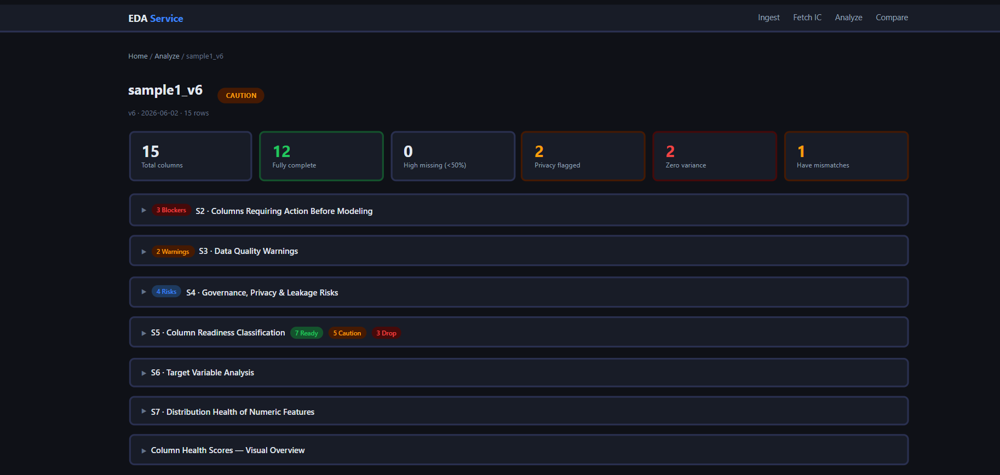 EDA Service
Ingest Fetch IC Analyze Compare
Home / Analyze / sample1_v6
sample1_v6 CAUTION
v6 · 2026-06-02 · 15 rows
15 12 0 2 2 1
Total columns Fully complete High missing (<50%) Privacy flagged Zero variance Have mismatches
3 Blockers S2 · Columns Requiring Action Before Modeling
2 Warnings S3 · Data Quality Warnings
4 Risks S4 · Governance, Privacy & Leakage Risks
S5 · Column Readiness Classification 7 Ready 5 Caution 3 Drop
S6 · Target Variable Analysis
S7 · Distribution Health of Numeric Features
Column Health Scores — Visual Overview